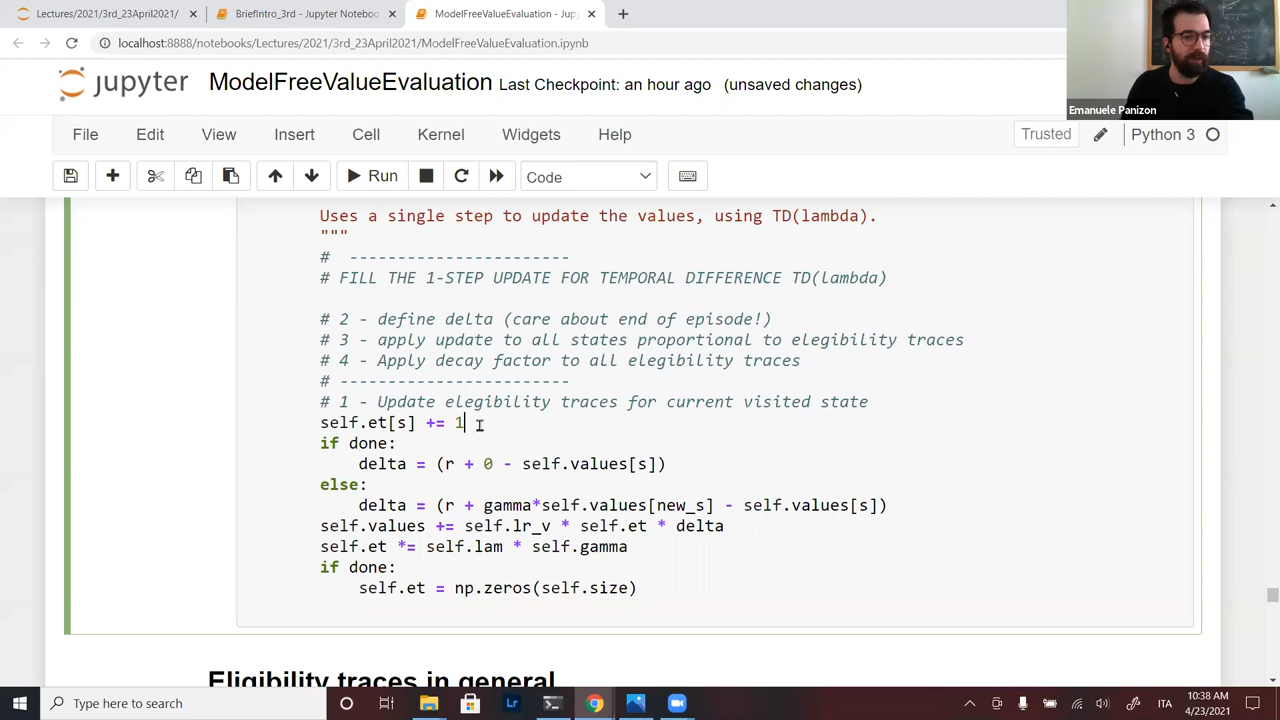 Lectures/2021/3rd_23April2021/
BriefIntro_3rd - Jupyter Notebo
ModelFreeValueEvaluation - Jup
localhost:8888/notebooks/Lectures/2021/3rd_23April2021/ModelFreeValueEvaluation.ipynb
jupyter ModelFreeValueEvaluation Last Checkpoint: an hour ago (unsaved changes)
Emanuele Panizon
File Edit View Insert Cell Kernel Widgets Help
Trusted Python 3
Run Code
Uses a single step to update the values, using TD(lambda).
"""
# -----------------------
# FILL THE 1-STEP UPDATE FOR TEMPORAL DIFFERENCE TD(lambda)
# 2 - define delta (care about end of episode!)
# 3 - apply update to all states proportional to elegibility traces
# 4 - Apply decay factor to all elegibility traces
# ------------------------
# 1 - Update elegibility traces for current visited state
self.et[s] += 1
if done:
delta = (r + 0 - self.values[s])
else:
delta = (r + gamma*self.values[new_s] - self.values[s])
self.values += self.lr_v * self.et * delta
self.et *= self.lam * self.gamma
if done:
self.et = np.zeros(self.size)
Eligibility traces in general
Type here to search
ITA
10:38 AM
4/23/2021